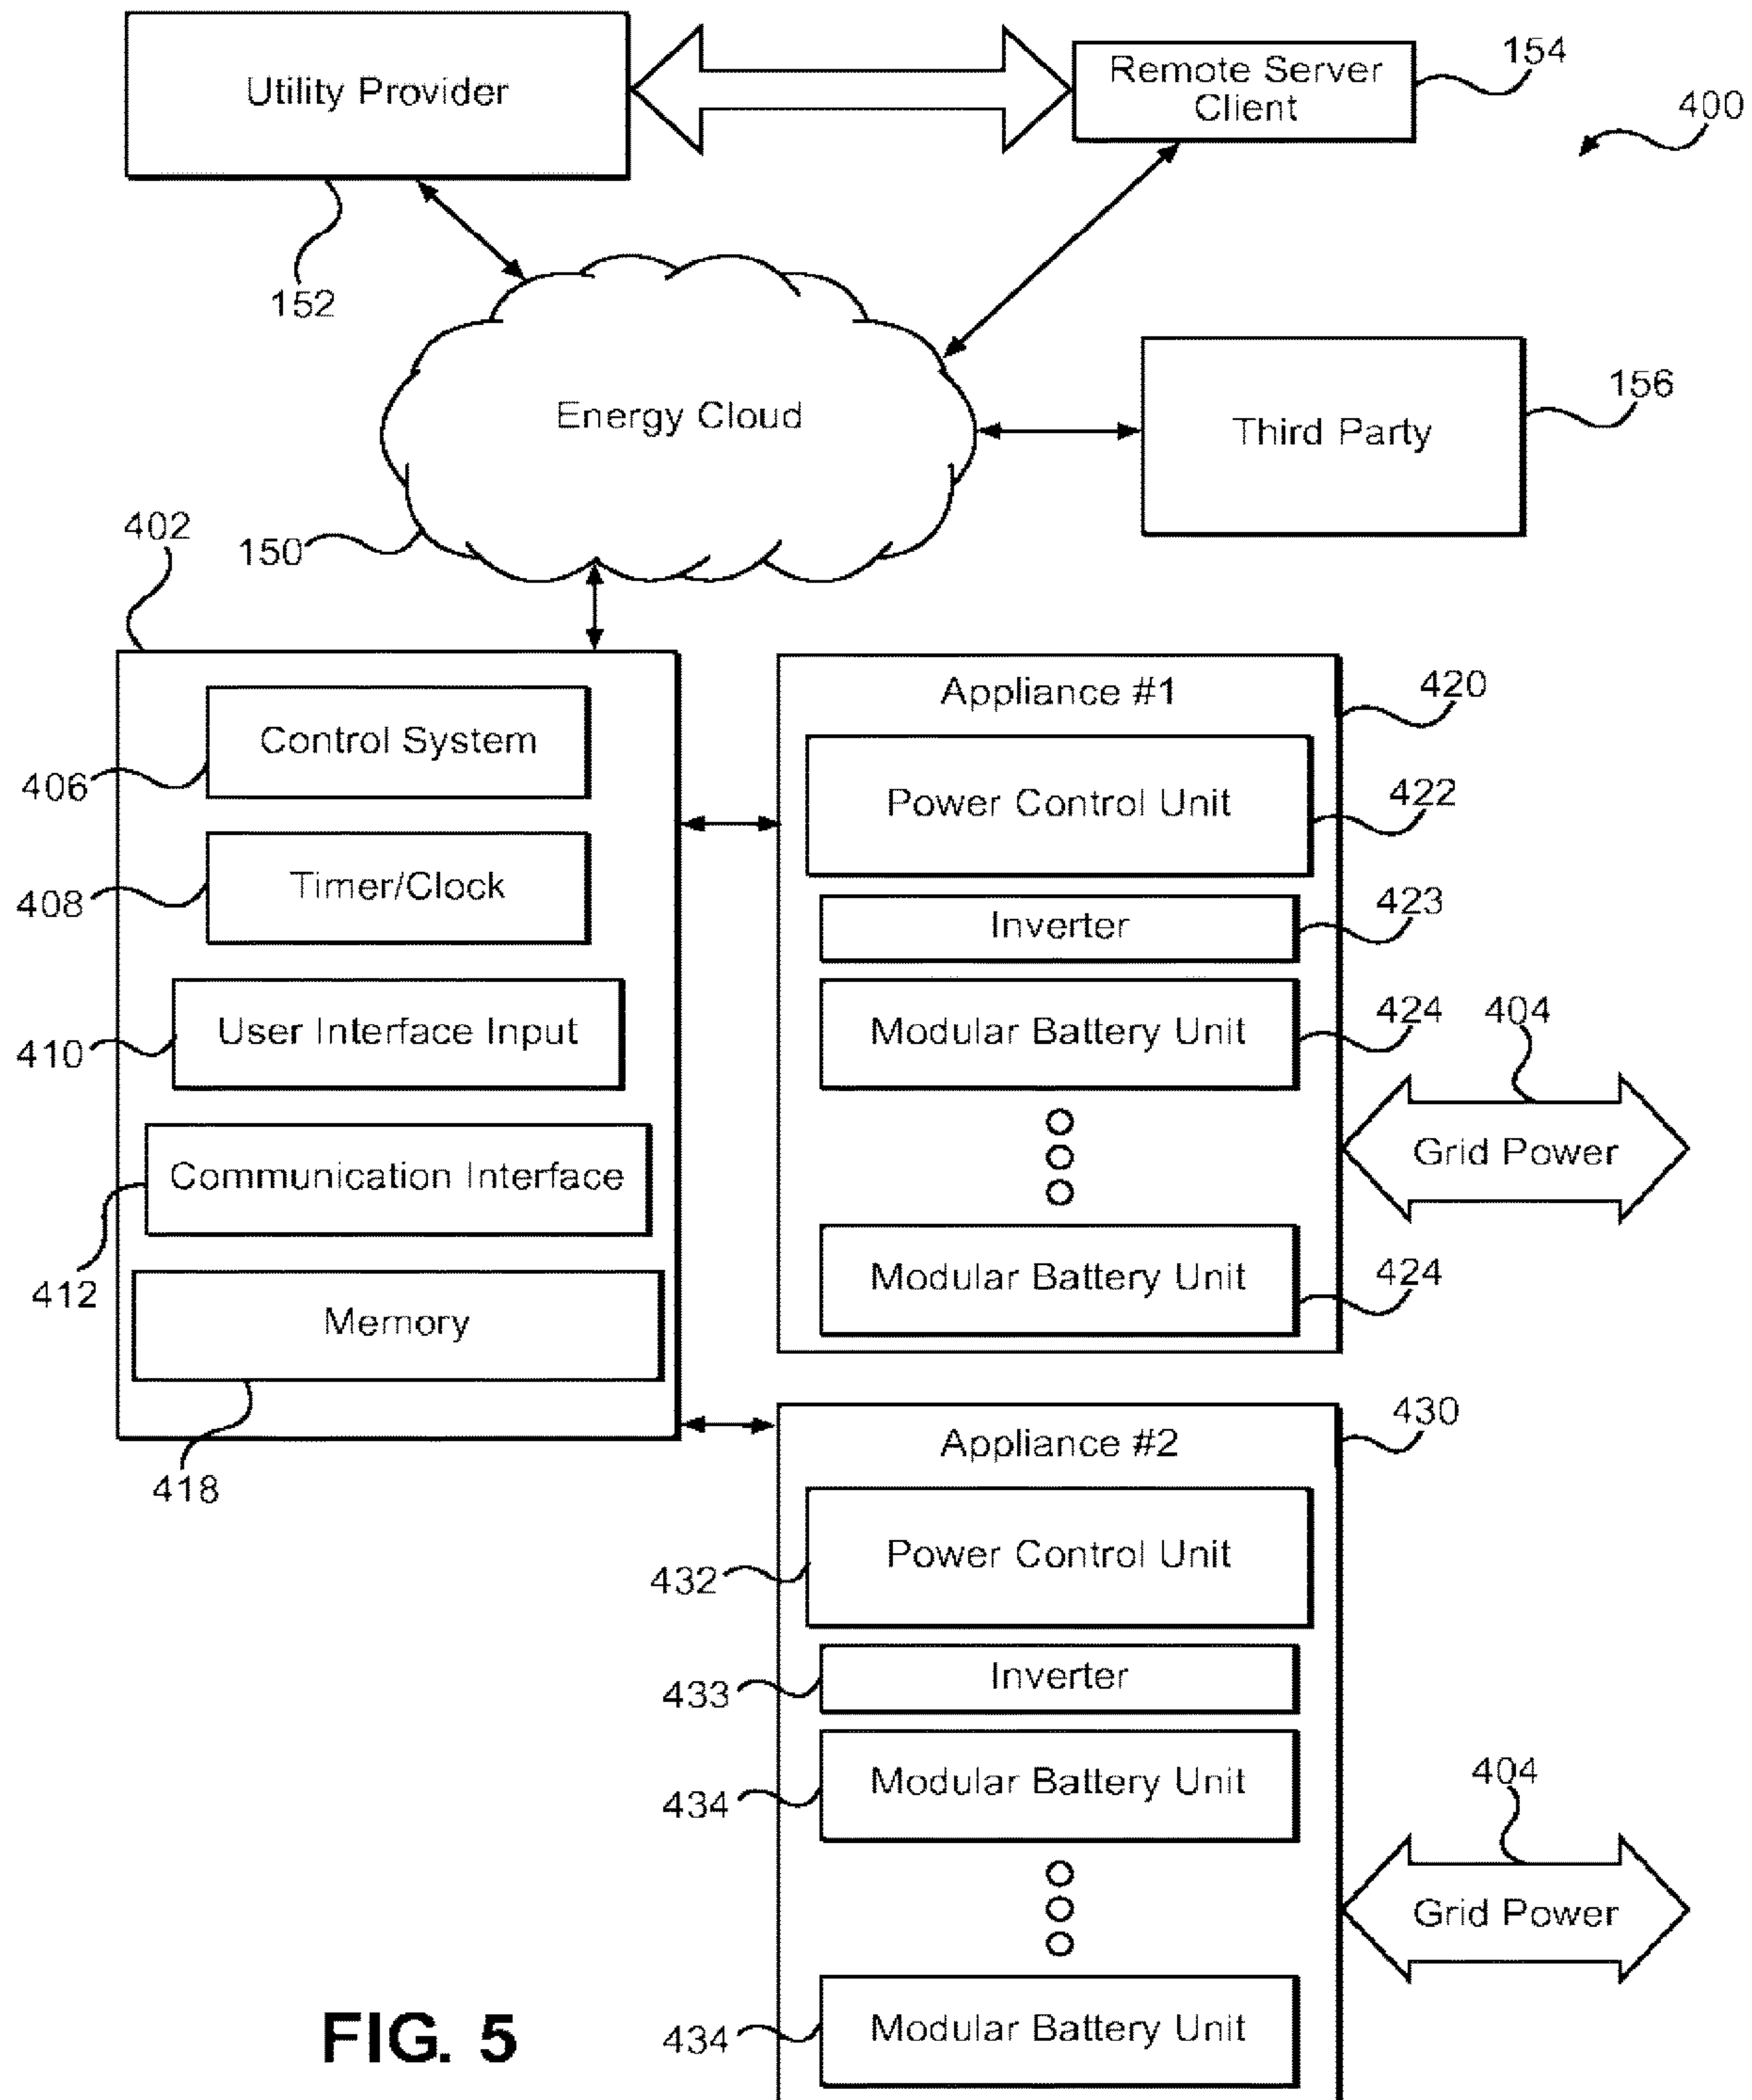 Utility Provider
Remote Server
Client
154
400
152
Energy Cloud
156
Third Party
402
150
Appliance #1
420
Control System
406
Power Control Unit
422
Timer/Clock
408
Inverter
423
User Interface Input
410
Modular Battery Unit
424
404
Grid Power
Communication Interface
412
Modular Battery Unit
424
Memory
418
Appliance #2
430
Power Control Unit
432
Inverter
433
Modular Battery Unit
434
404
Grid Power
Modular Battery Unit
434
FIG. 5